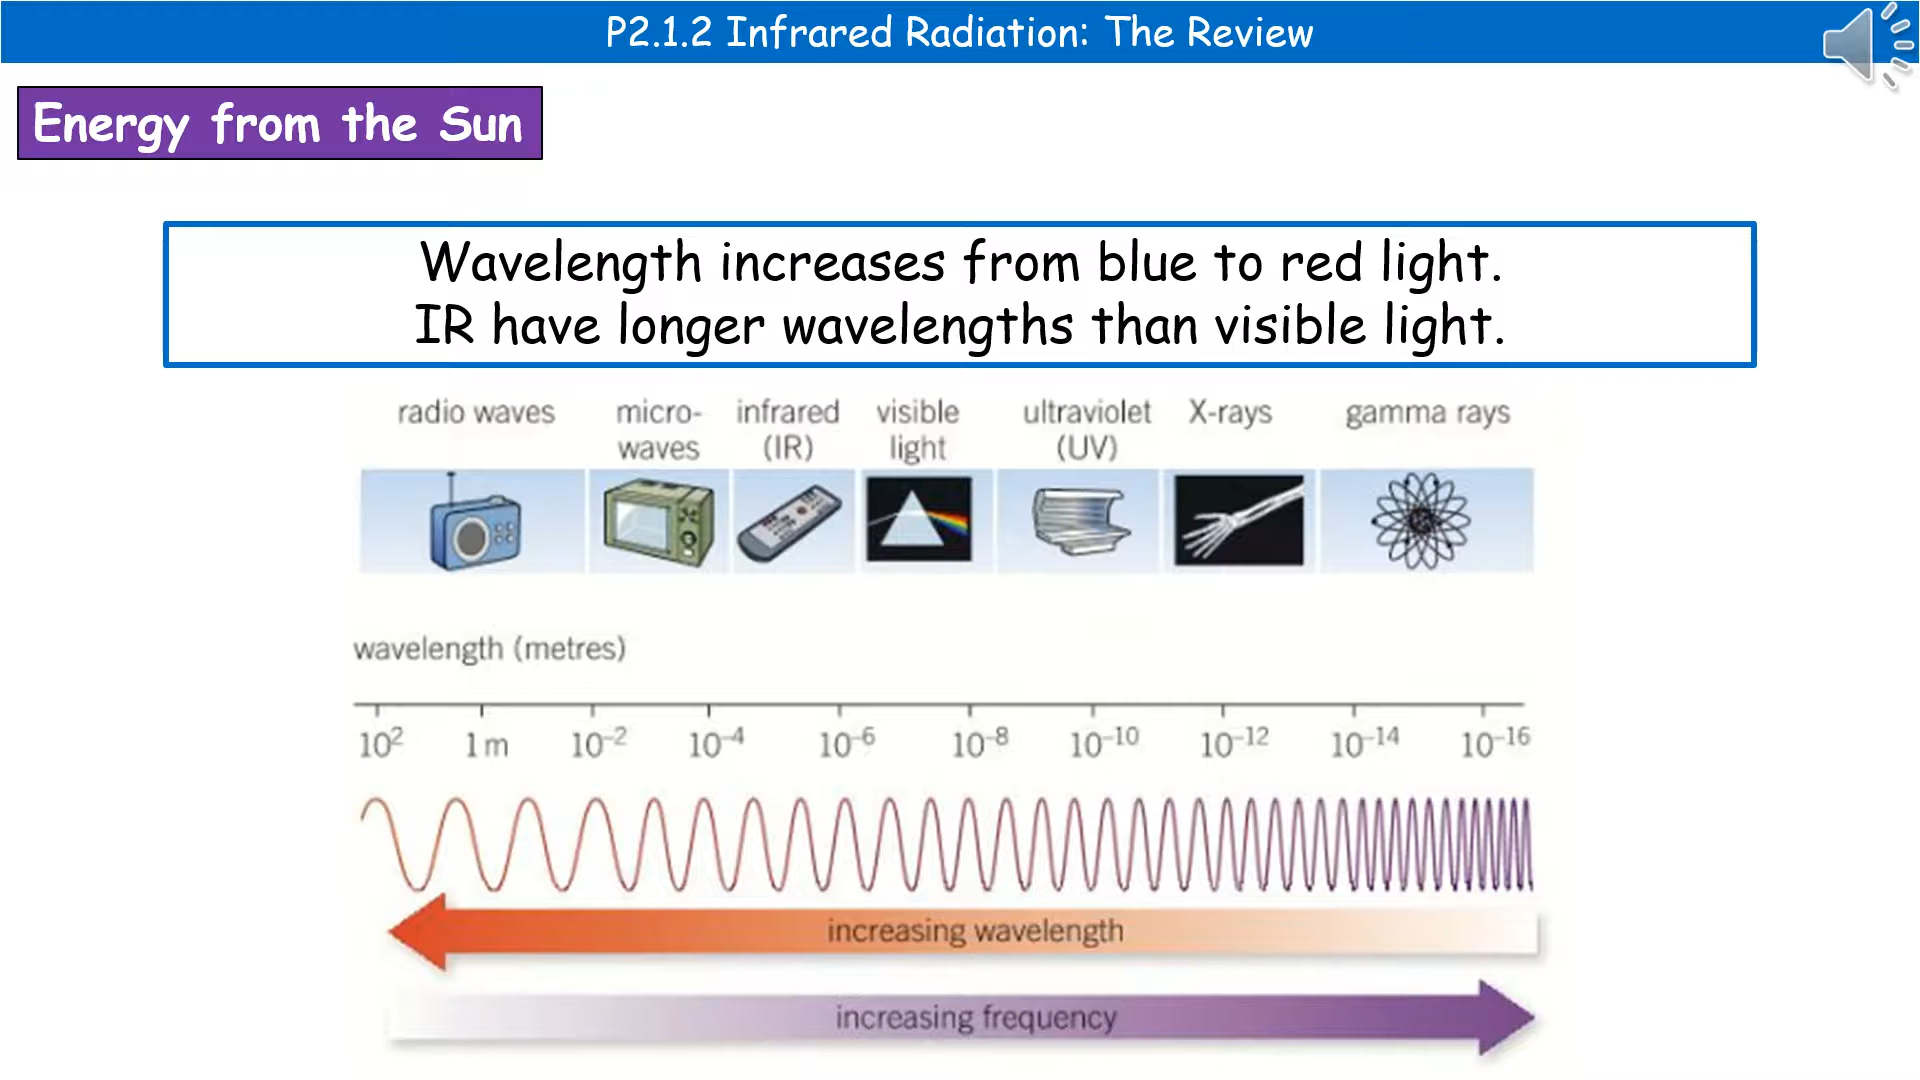 P2.1.2 Infrared Radiation: The Review
Energy from the Sun
Wavelength increases from blue to red light.
IR have longer wavelengths than visible light.
radio waves
micro-
waves
infrared
(IR)
visible
light
ultraviolet
(UV)
X-rays
gamma rays
wavelength (metres)
10² 1 m 10⁻² 10⁻⁴ 10⁻⁶ 10⁻⁸ 10⁻¹⁰ 10⁻¹² 10⁻¹⁴ 10⁻¹⁶
increasing wavelength
increasing frequency